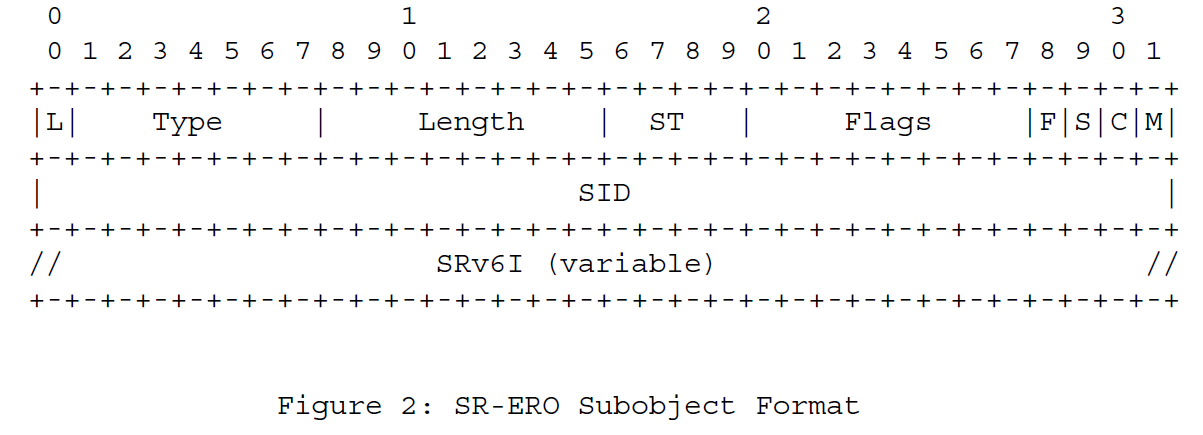 0 1 2 3
0 1 2 3 4 5 6 7 8 9 0 1 2 3 4 5 6 7 8 9 0 1 2 3 4 5 6 7 8 9 0 1
+-+-+-+-+-+-+-+-+-+-+-+-+-+-+-+-+-+-+-+-+-+-+-+-+-+-+-+-+-+-+-+-+
|L| Type | Length | ST | Flags |F|S|C|M|
+-+-+-+-+-+-+-+-+-+-+-+-+-+-+-+-+-+-+-+-+-+-+-+-+-+-+-+-+-+-+-+-+
| SID |
+-+-+-+-+-+-+-+-+-+-+-+-+-+-+-+-+-+-+-+-+-+-+-+-+-+-+-+-+-+-+-+-+
// SRv6I (variable) //
+-+-+-+-+-+-+-+-+-+-+-+-+-+-+-+-+-+-+-+-+-+-+-+-+-+-+-+-+-+-+-+-+
Figure 2: SR-ERO Subobject Format